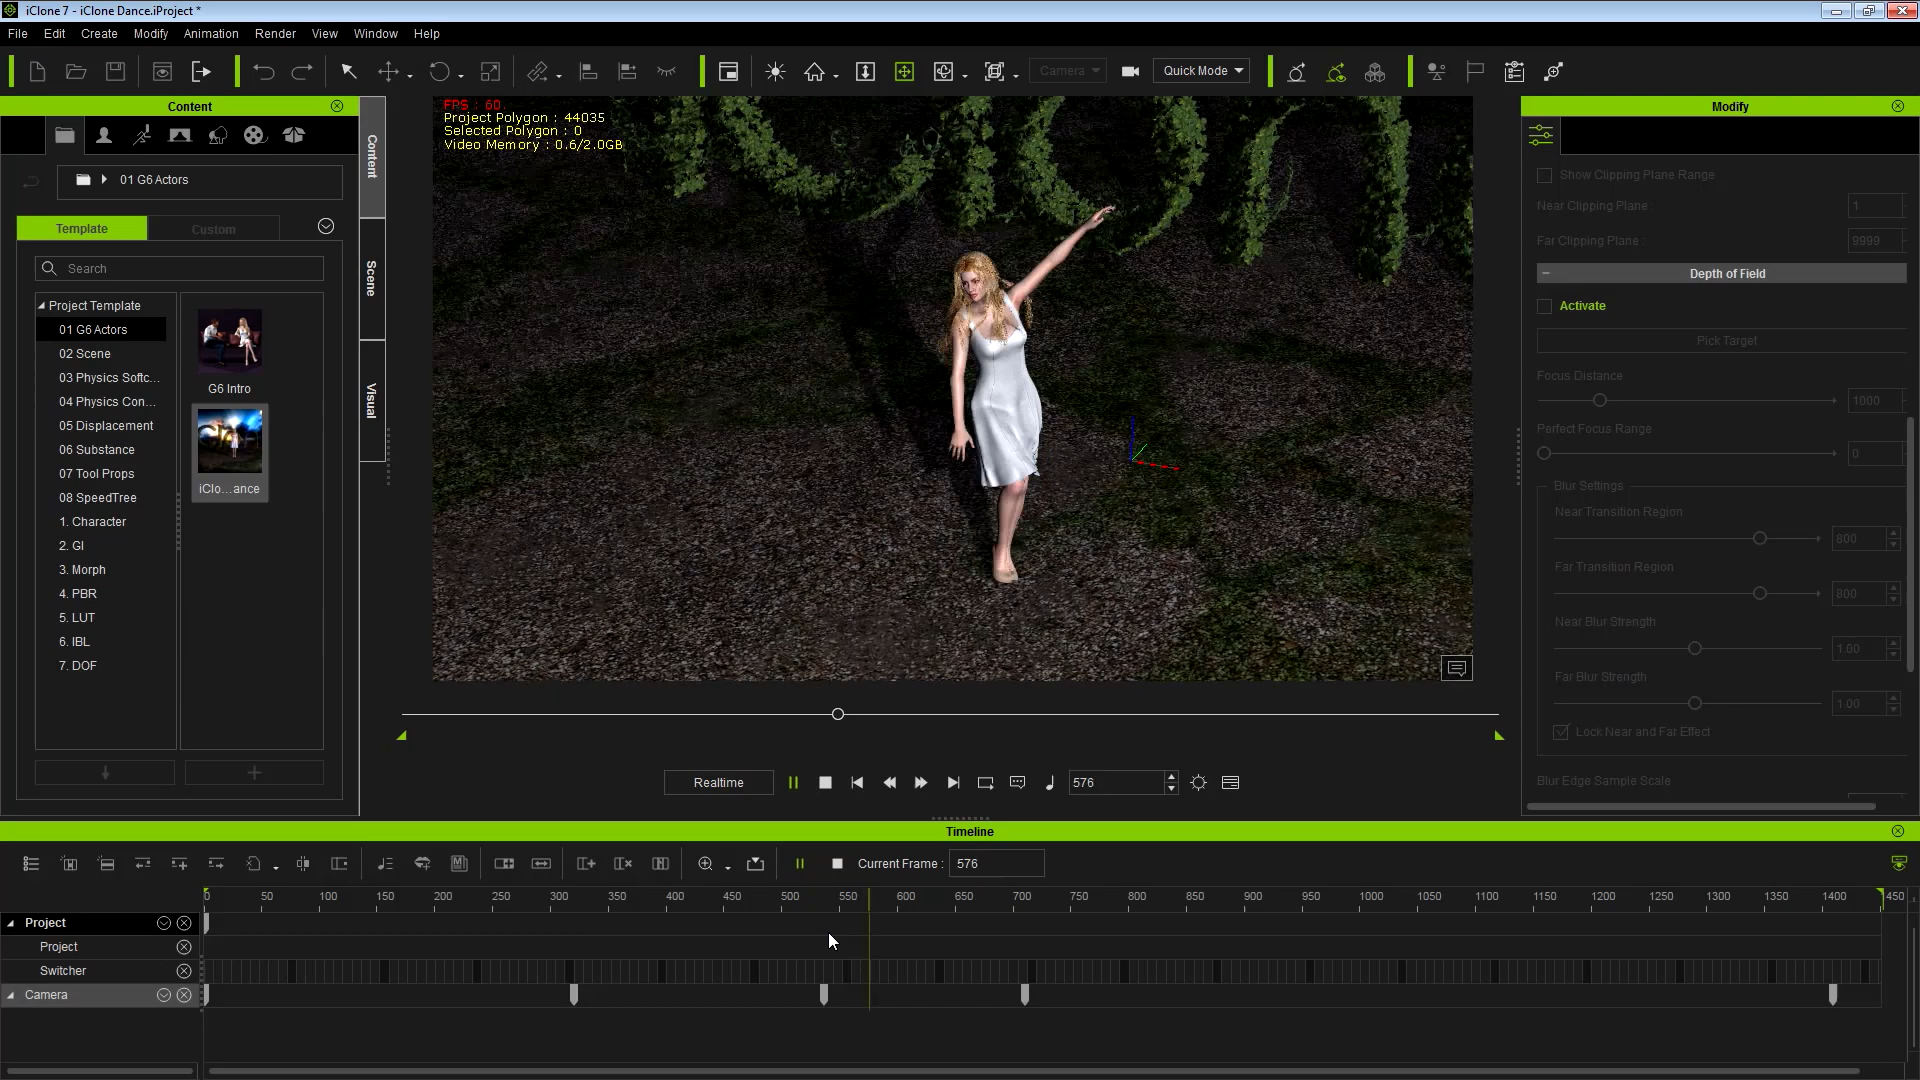 iClone 7 - iClone Dance.iProject *
File Edit Create Modify Animation Render View Window Help
Camera
Quick Mode
Content
01 G6 Actors
Template
Custom
Search
Project Template
01 G6 Actors
02 Scene
03 Physics Softc...
04 Physics Con...
05 Displacement
06 Substance
07 Tool Props
08 SpeedTree
1. Character
2. GI
3. Morph
4. PBR
5. LUT
6. IBL
7. DOF
G6 Intro
iClo...ance
Content
Scene
Visual
FPS : 60.
Project Polygon : 44035
Selected Polygon : 0
Video Memory : 0.6/2.0GB
Realtime
576
Modify
Show Clipping Plane Range
Near Clipping Plane :
1
Far Clipping Plane :
9999
Depth of Field
Activate
Pick Target
Focus Distance
1000
Perfect Focus Range
0
Blur Settings
Near Transition Region
800
Far Transition Region
800
Near Blur Strength
1.00
Far Blur Strength
1.00
Lock Near and Far Effect
Blur Edge Sample Scale
Timeline
Current Frame : 576
0 50 100 150 200 250 300 350 400 450 500 550 600 650 700 750 800 850 900 950 1000 1050 1100 1150 1200 1250 1300 1350 1400 450
Project
Project
Switcher
Camera